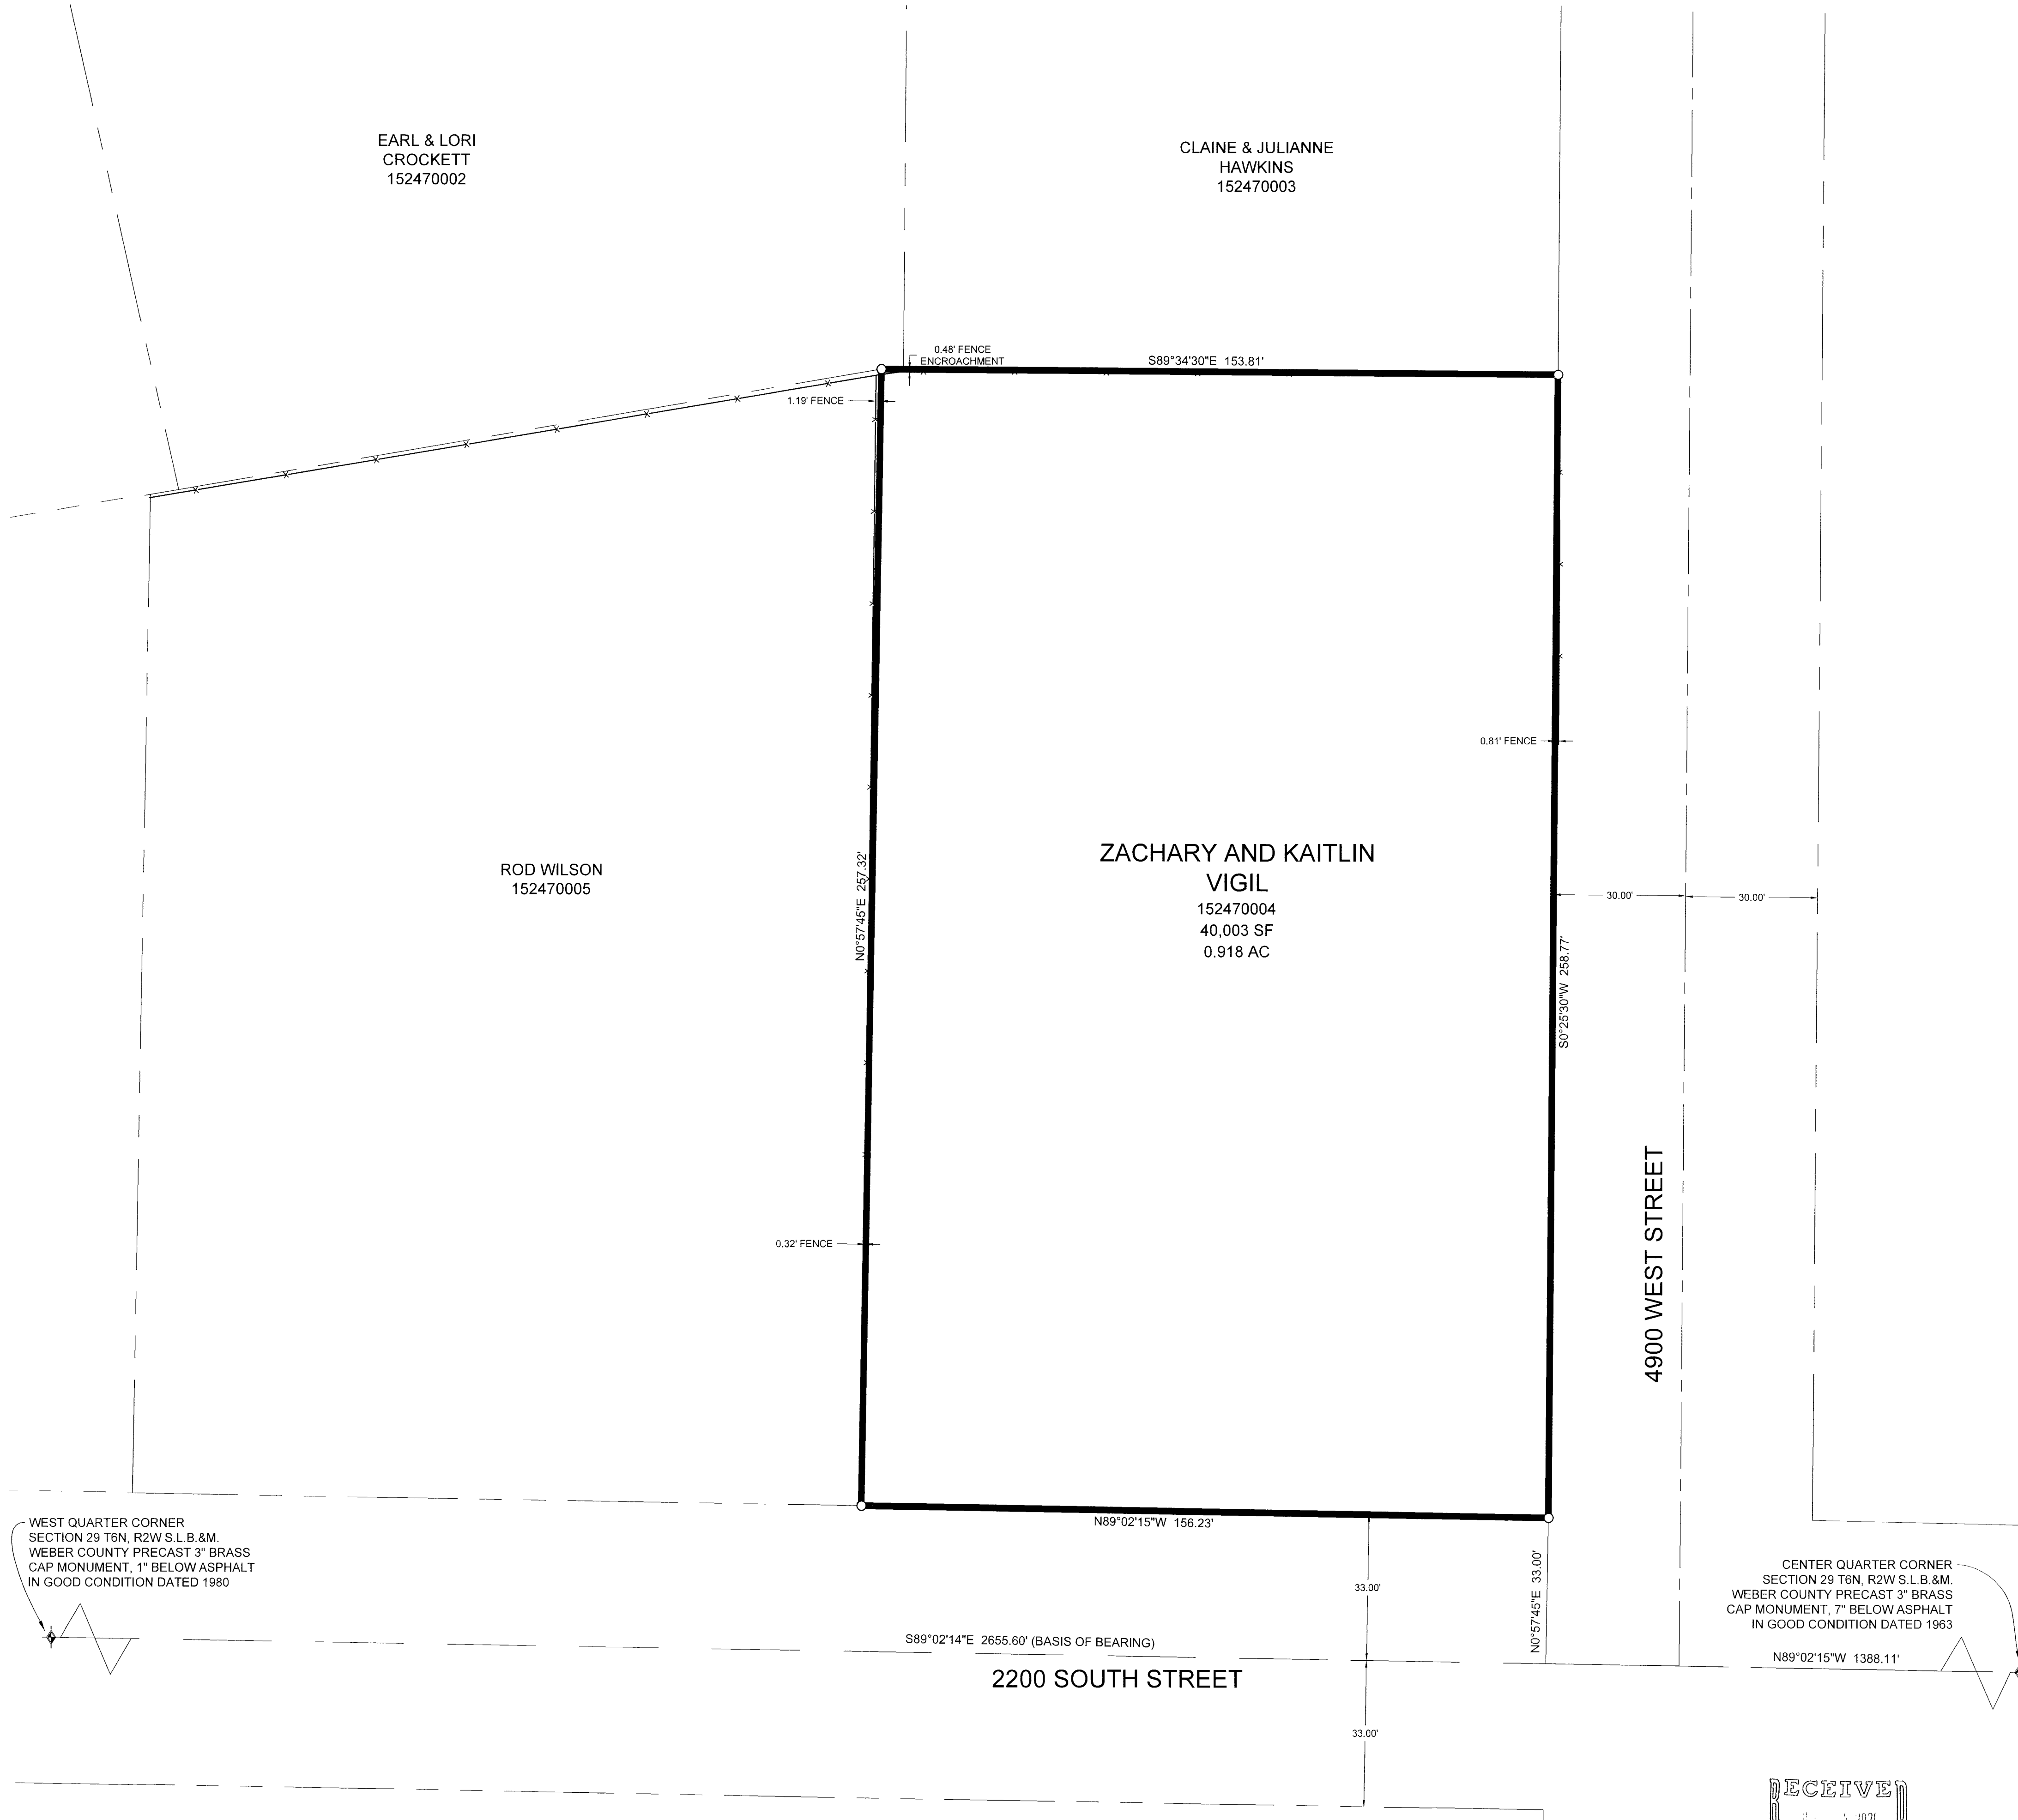 EARL & LORI
CROCKETT
152470002
CLAINE & JULIANNE
HAWKINS
152470003
0.48' FENCE
ENCROACHMENT
S89°34'30"E 153.81'
1.19' FENCE
0.81' FENCE
ROD WILSON
152470005
N0°57'45"E 257.32'
ZACHARY AND KAITLIN
VIGIL
152470004
40,003 SF
0.918 AC
30.00'
30.00'
S0°25'30"W 258.77'
4900 WEST STREET
0.32' FENCE
N89°02'15"W 156.23'
WEST QUARTER CORNER
SECTION 29 T6N, R2W S.L.B.&M.
WEBER COUNTY PRECAST 3" BRASS
CAP MONUMENT, 1" BELOW ASPHALT
IN GOOD CONDITION DATED 1980
33.00'
N0°57'45"E 33.00'
CENTER QUARTER CORNER
SECTION 29 T6N, R2W S.L.B.&M.
WEBER COUNTY PRECAST 3" BRASS
CAP MONUMENT, 7" BELOW ASPHALT
IN GOOD CONDITION DATED 1963
S89°02'14"E 2655.60' (BASIS OF BEARING)
N89°02'15"W 1388.11'
2200 SOUTH STREET
33.00'
RECEIVED